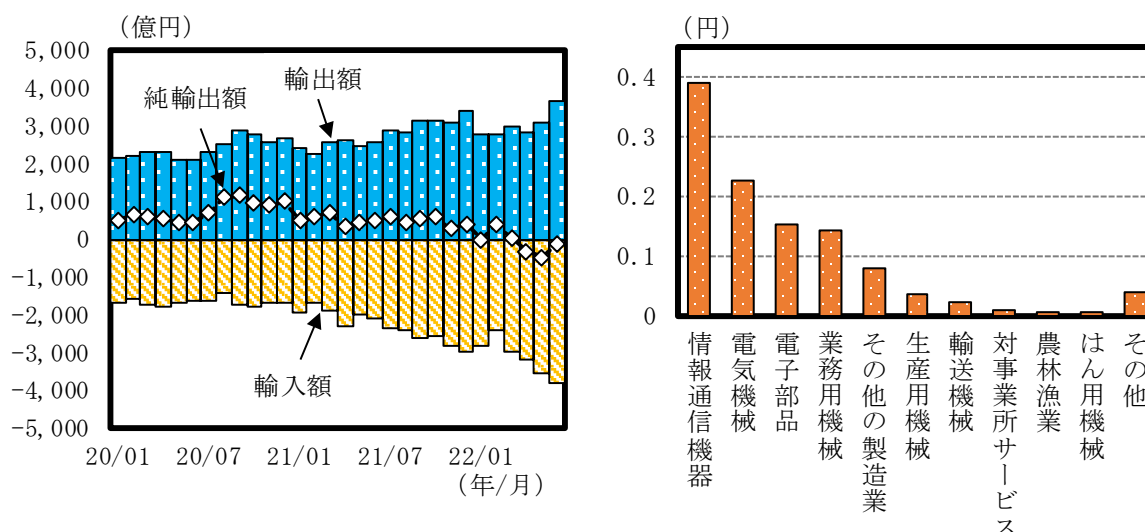 （億円）
5,000
4,000
3,000
2,000
1,000
0
-1,000
-2,000
-3,000
-4,000
-5,000
輸出額
純輸出額
輸入額
20/01 20/07 21/01 21/07 22/01
（年/月）
（円）
0.4
0.3
0.2
0.1
0
情報通信機器
電気機械
電子部品
業務用機械
その他の製造業
生産用機械
輸送機械
対事業所サービス
農林漁業
はん用機械
その他